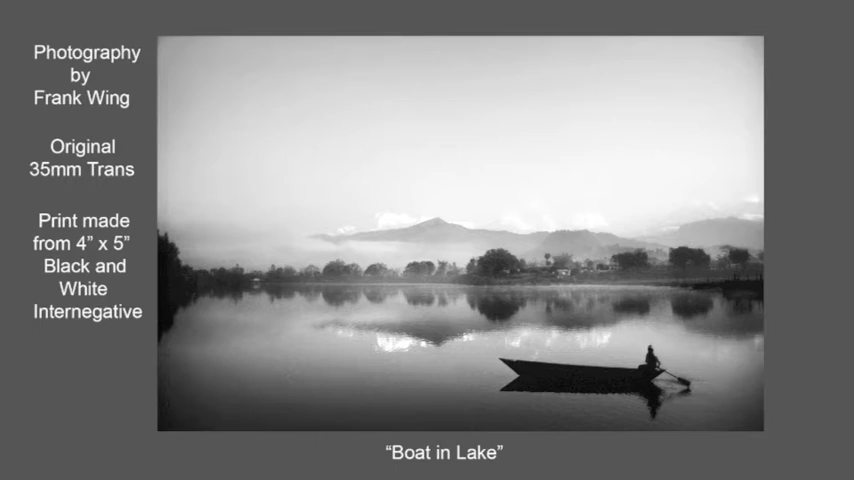 Photography
by
Frank Wing
Original
35mm Trans
Print made
from 4” x 5”
Black and
White
Internegative
“Boat in Lake”